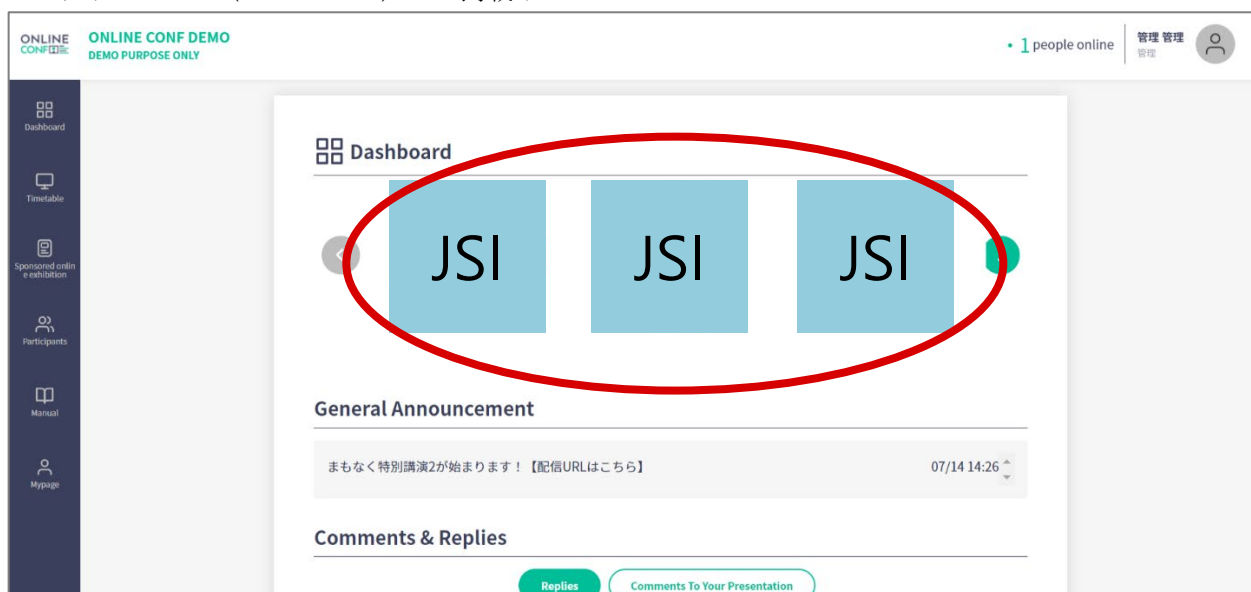 ONLINE
CONF
ONLINE CONF DEMO
DEMO PURPOSE ONLY
• 1 people online
管理 管理
管理
Dashboard
Timetable
Sponsored onlin
e exhibition
Participants
Manual
Mypage
Dashboard
JSI JSI JSI
General Announcement
まもなく特別講演2が始まります!【配信URLはこちら】 07/14 14:26
Comments & Replies
Replies Comments To Your Presentation